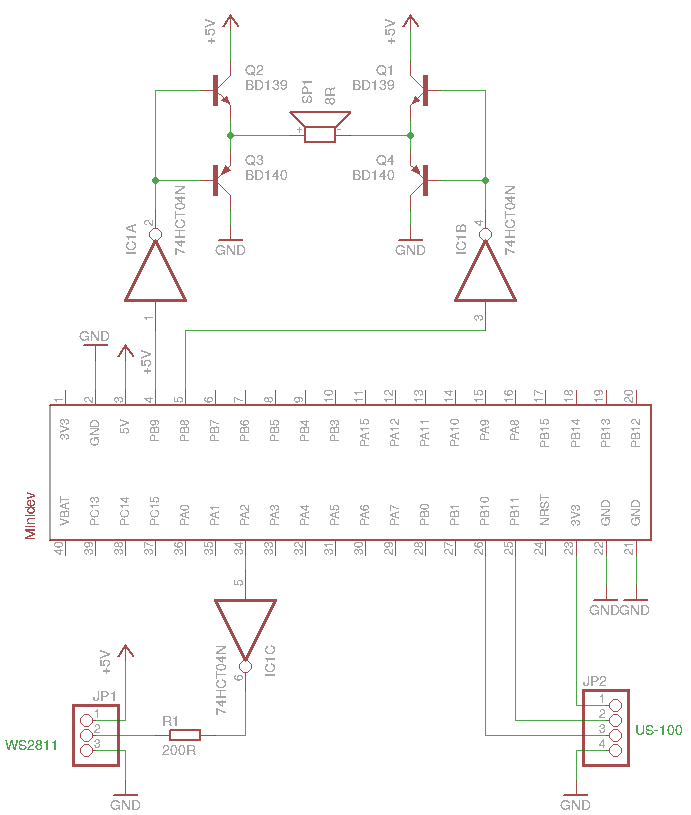 +5V
+5V
Q2
BD139
SP1
8R
Q1
BD139
+ -
Q3
BD140
Q4
BD140
GND
GND
2
IC1A
74HCT04N
4
IC1B
74HCT04N
1
3
GND
+5V
1 2 3 4 5 6 7 8 9 10 11 12 13 14 15 16 17 18 19 20
3V3 GND 5V PB9 PB8 PB7 PB6 PB5 PB4 PB3 PA15 PA12 PA11 PA10 PA9 PA8 PB15 PB14 PB13 PB12
Minidev
VBAT PC13 PC14 PC15 PA0 PA1 PA2 PA3 PA4 PA5 PA6 PA7 PB0 PB1 PB10 PB11 NRST 3V3 GND GND
40 39 38 37 36 35 34 33 32 31 30 29 28 27 26 25 24 23 22 21
5
GND GND
74HCT04N
6
IC1C
+5V
JP1
1
2
3
WS2811
R1
200R
GND
JP2
1
2
3
4
US-100
GND